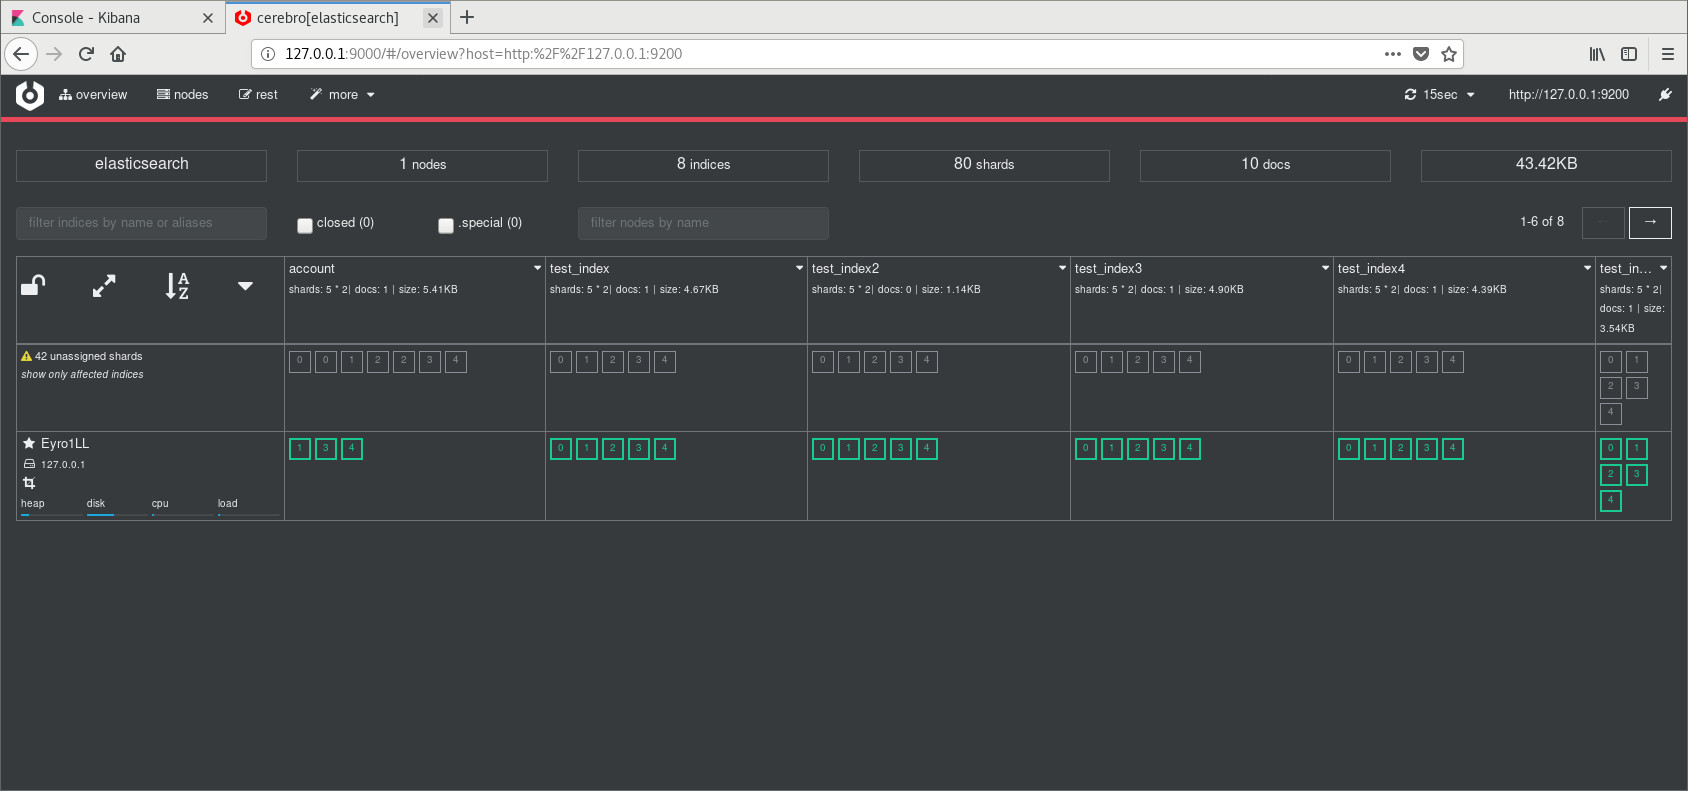 Console - Kibana
cerebro[elasticsearch]
127.0.0.1:9000/#/overview?host=http:%2F%2F127.0.0.1:9200
overview nodes rest more 15sec http://127.0.0.1:9200
elasticsearch 1 nodes 8 indices 80 shards 10 docs 43.42KB
filter indices by name or aliases closed (0) .special (0) filter nodes by name 1-6 of 8 ← →
A
Z
account
shards: 5 * 2| docs: 1 | size: 5.41KB
test_index
shards: 5 * 2| docs: 1 | size: 4.67KB
test_index2
shards: 5 * 2| docs: 0 | size: 1.14KB
test_index3
shards: 5 * 2| docs: 1 | size: 4.90KB
test_index4
shards: 5 * 2| docs: 1 | size: 4.39KB
test_in...
shards: 5 * 2|
docs: 1 | size:
3.54KB
42 unassigned shards
show only affected indices
0 0 1 2 2 3 4
0 1 2 3 4
0 1 2 3 4
0 1 2 3 4
0 1 2 3 4
0 1
2 3
4
Eyro1LL
127.0.0.1
heap disk cpu load
1 3 4
0 1 2 3 4
0 1 2 3 4
0 1 2 3 4
0 1 2 3 4
0 1
2 3
4